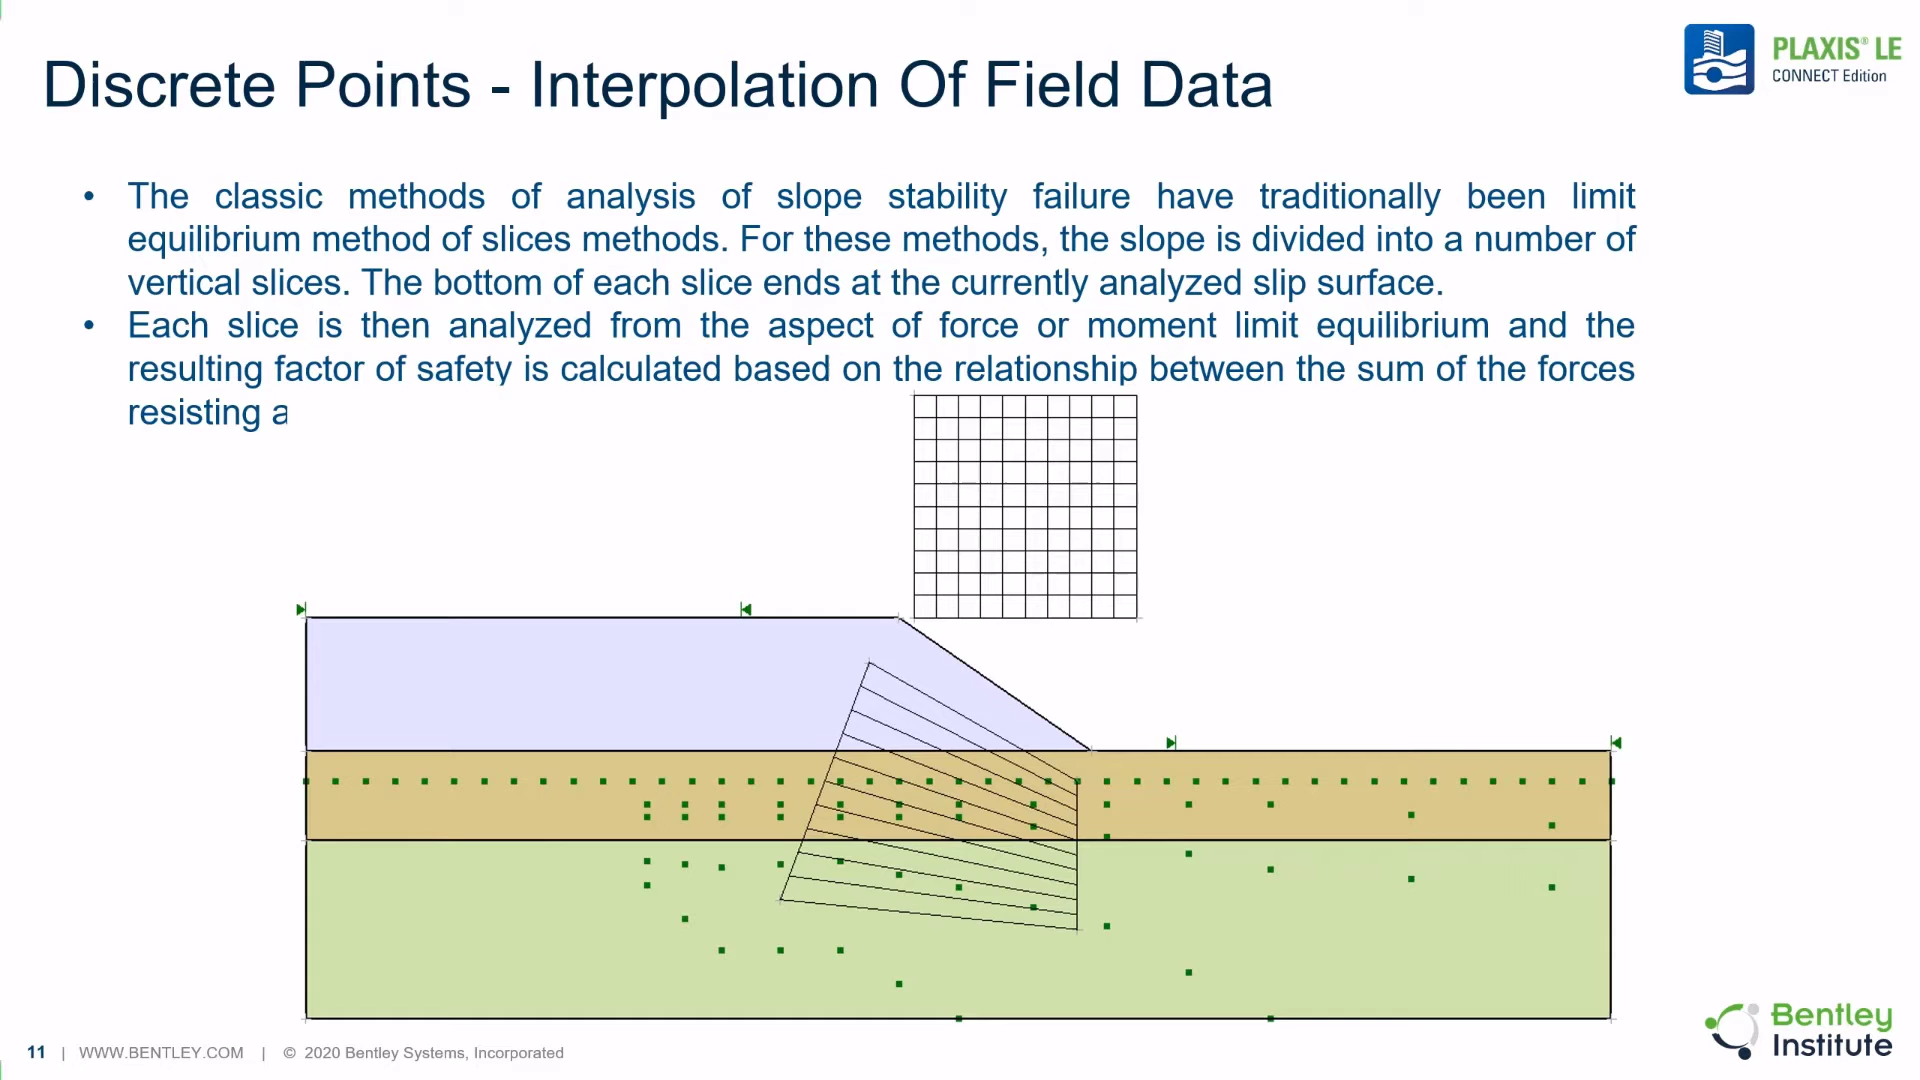 PLAXIS® LE
CONNECT Edition
Discrete Points - Interpolation Of Field Data
• The classic methods of analysis of slope stability failure have traditionally been limit
equilibrium method of slices methods. For these methods, the slope is divided into a number of
vertical slices. The bottom of each slice ends at the currently analyzed slip surface.
• Each slice is then analyzed from the aspect of force or moment limit equilibrium and the
resulting factor of safety is calculated based on the relationship between the sum of the forces
resisting a
11 | WWW.BENTLEY.COM | © 2020 Bentley Systems, Incorporated
Bentley
Institute